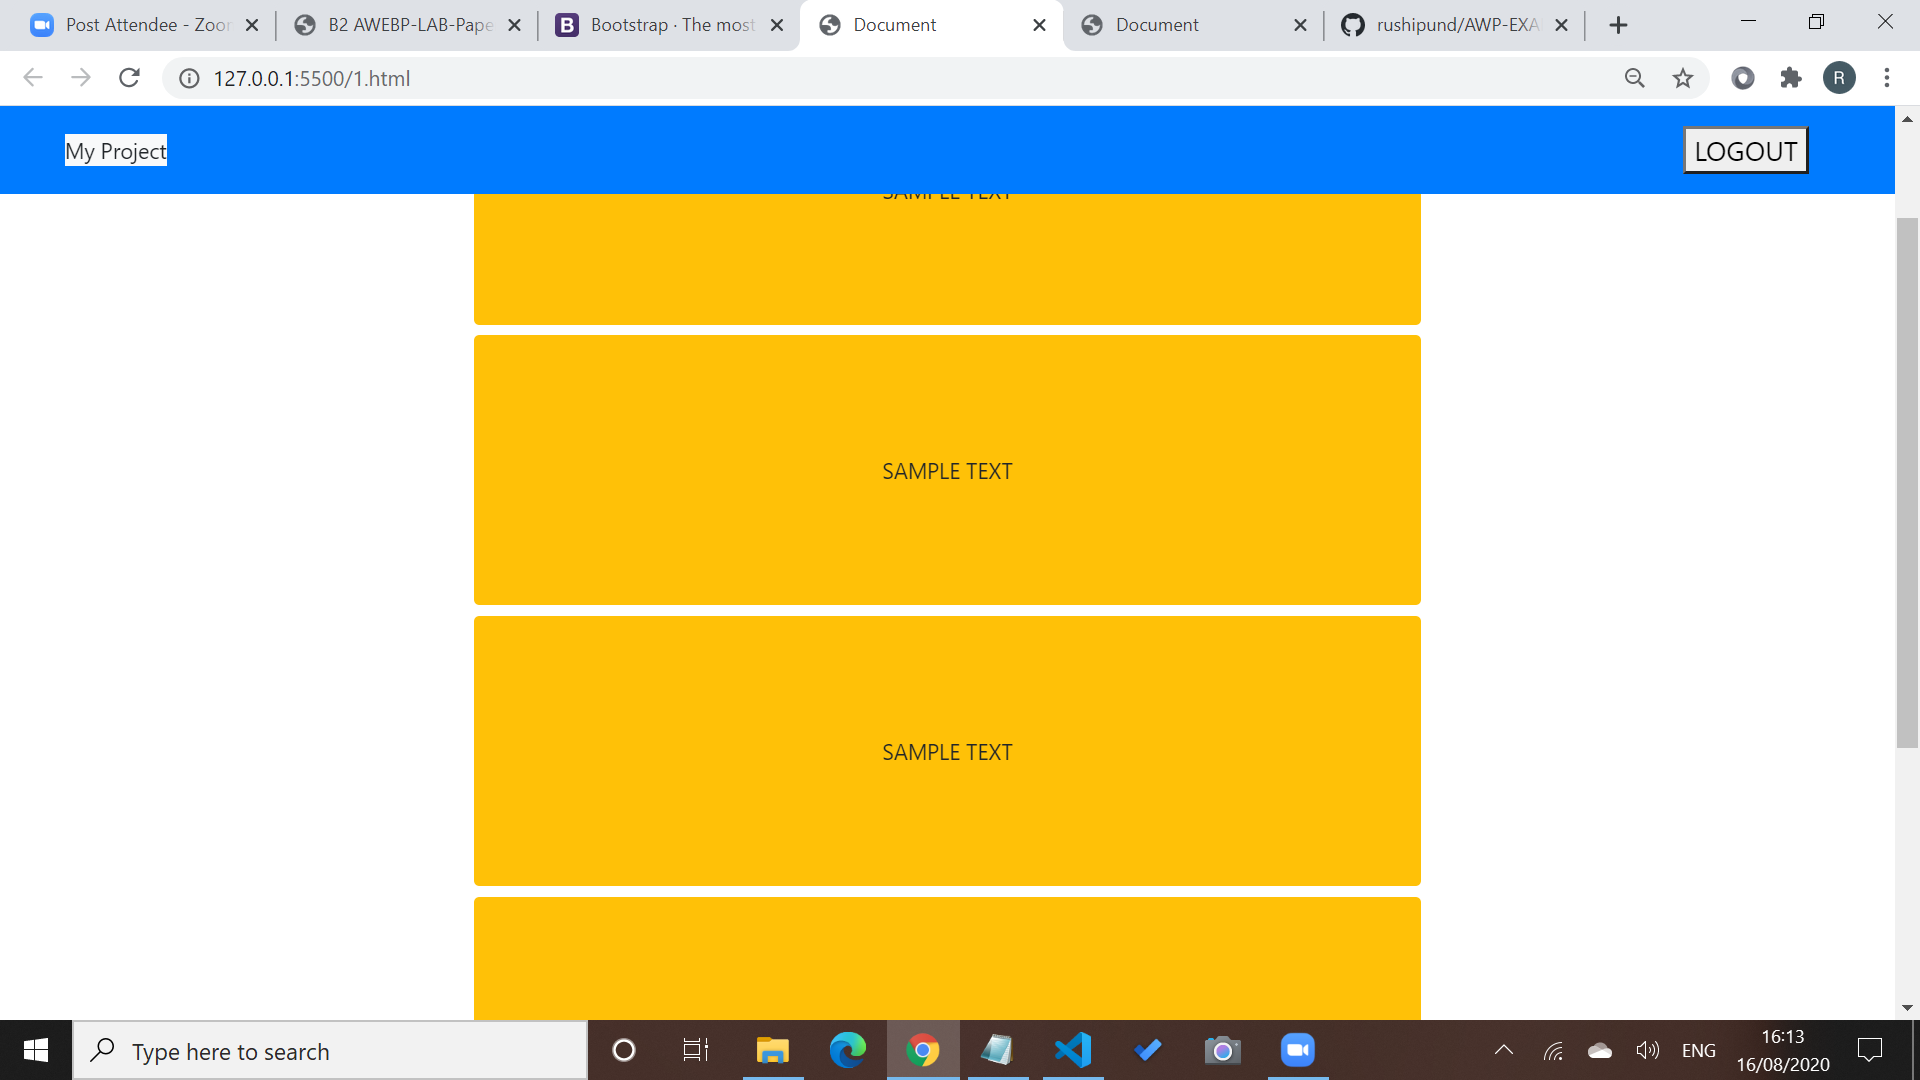 Post Attendee - Zoor
B2 AWEBP-LAB-Pape
Bootstrap · The most
Document
Document
rushipund/AWP-EXA
127.0.0.1:5500/1.html
R
My Project
LOGOUT
SAMPLE TEXT
SAMPLE TEXT
SAMPLE TEXT
Type here to search
ENG
16:13
16/08/2020